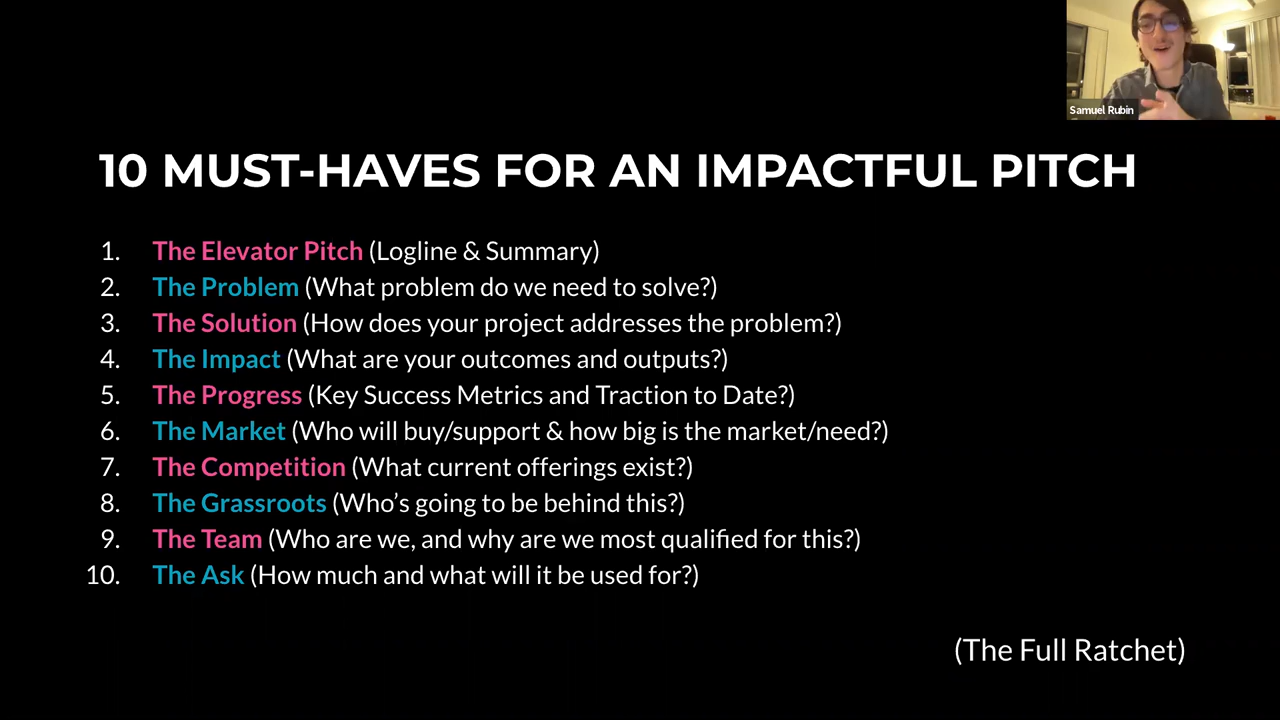 Samuel Rubin
10 MUST-HAVES FOR AN IMPACTFUL PITCH
1. The Elevator Pitch (Logline & Summary)
2. The Problem (What problem do we need to solve?)
3. The Solution (How does your project addresses the problem?)
4. The Impact (What are your outcomes and outputs?)
5. The Progress (Key Success Metrics and Traction to Date?)
6. The Market (Who will buy/support & how big is the market/need?)
7. The Competition (What current offerings exist?)
8. The Grassroots (Who’s going to be behind this?)
9. The Team (Who are we, and why are we most qualified for this?)
10. The Ask (How much and what will it be used for?)
(The Full Ratchet)